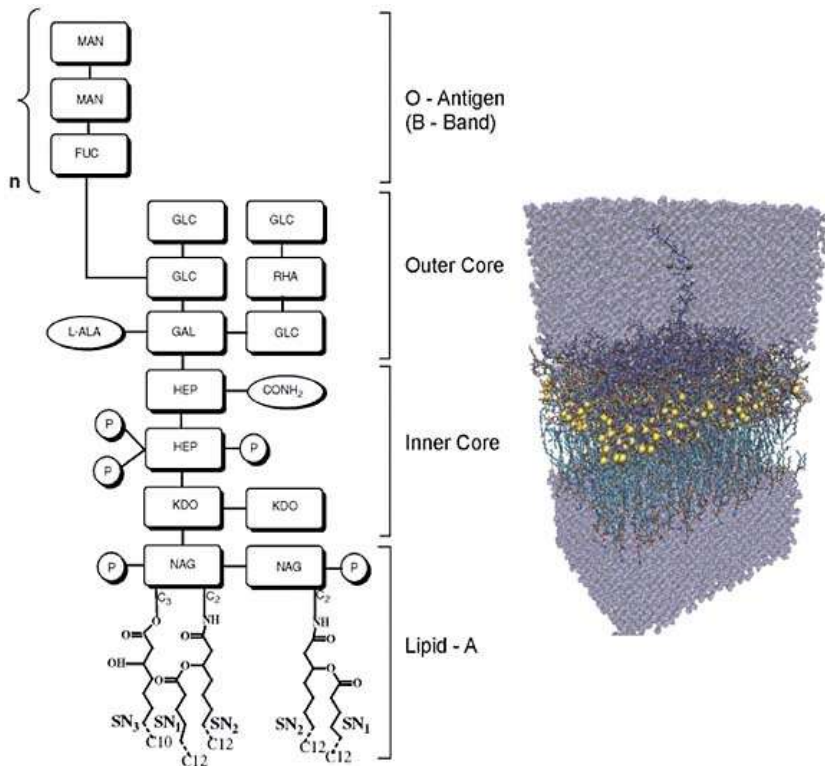 MAN
MAN
FUC
n
O - Antigen
(B - Band)
GLC GLC
GLC RHA
L-ALA GAL GLC
Outer Core
HEP CONH₂
P HEP P
P
KDO KDO
Inner Core
P NAG NAG P
C₃ C₂ C₂
O NH NH
O O O
OH O O O O
Lipid - A
SN₃ SN₁ SN₂ SN₂ SN₁
C10 C12 C12
C12 C12